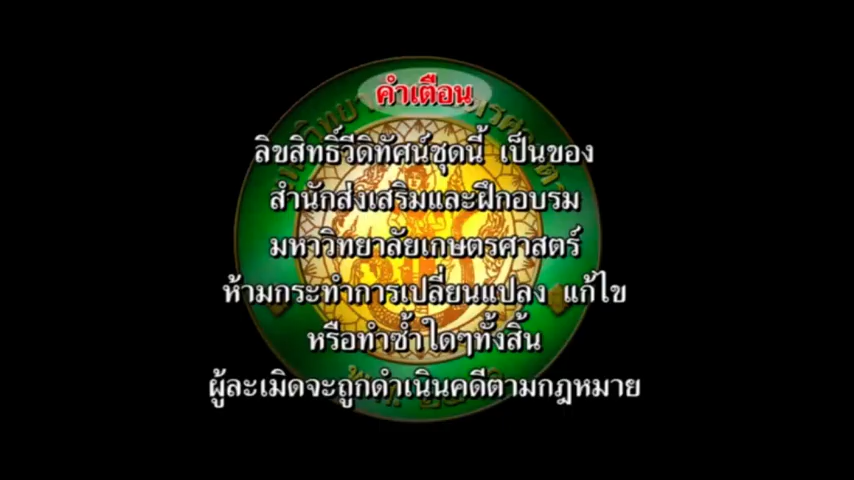 คำเตือน
ลิขสิทธิ์วีดิทัศน์ชุดนี้ เป็นของ
สำนักส่งเสริมและฝึกอบรม
มหาวิทยาลัยเกษตรศาสตร์
ห้ามกระทำการเปลี่ยนแปลง แก้ไข
หรือทำซ้ำใดๆทั้งสิ้น
ผู้ละเมิดจะถูกดำเนินคดีตามกฎหมาย